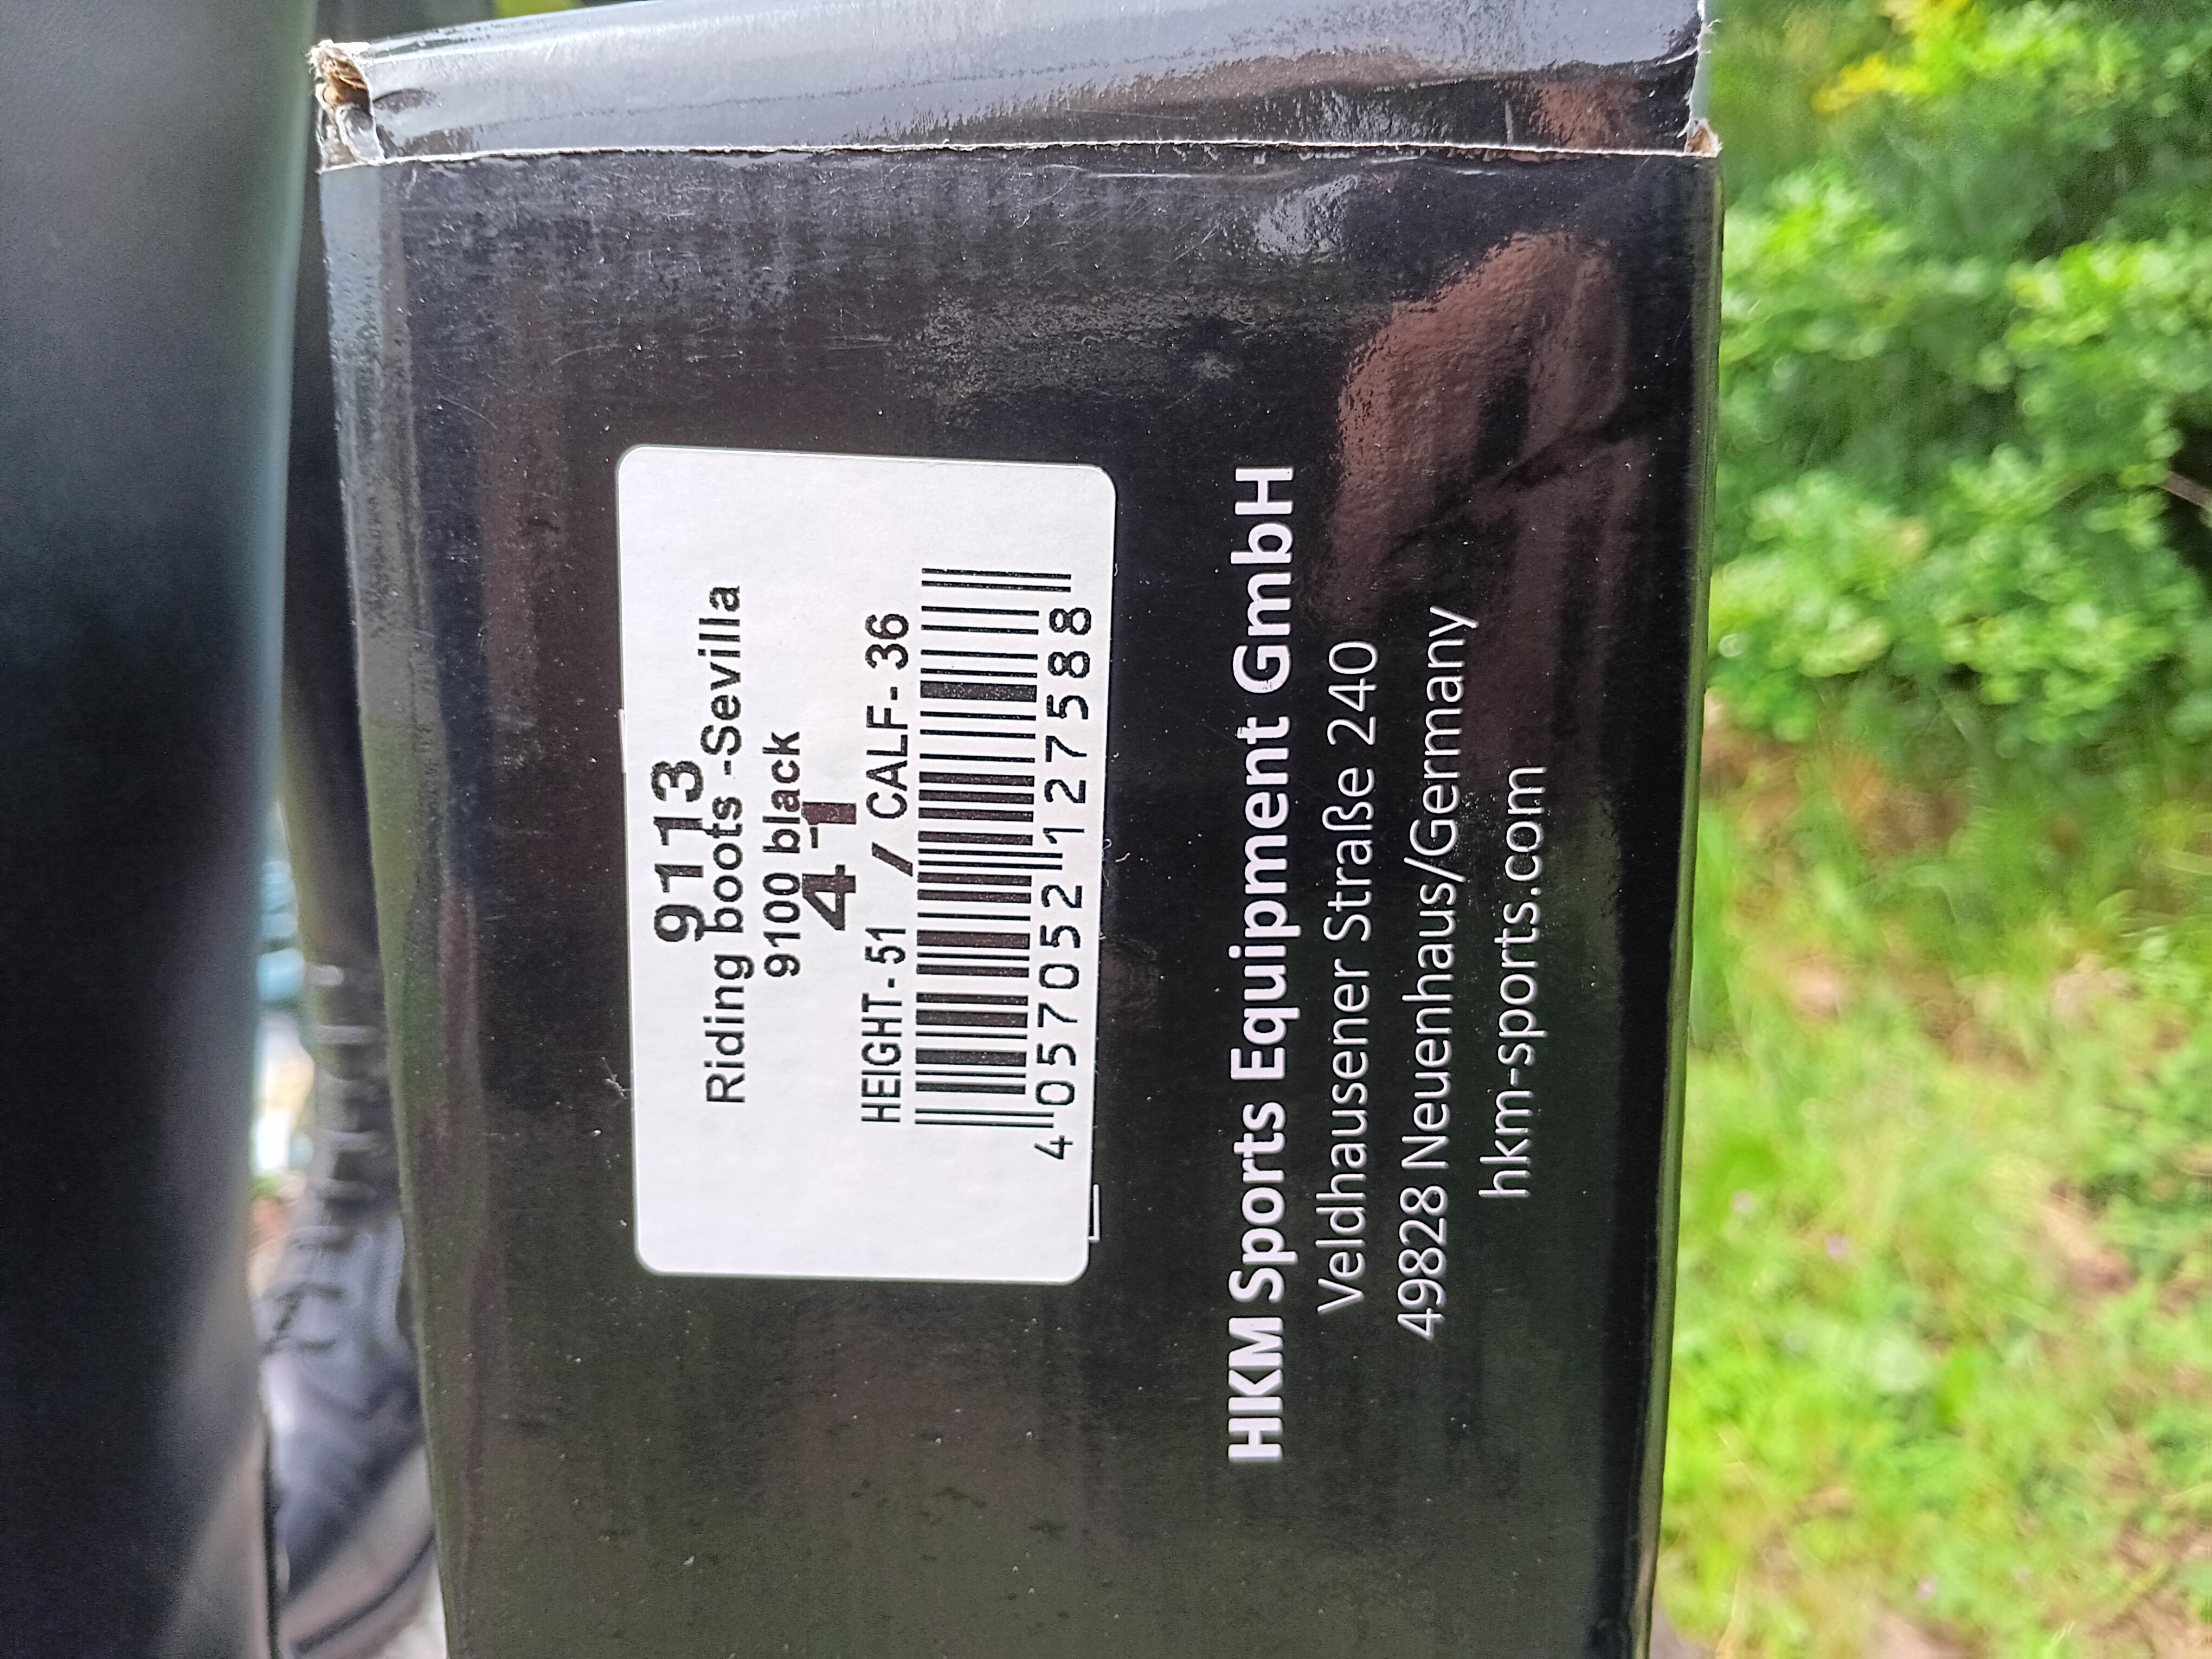 9113
Riding boots -Sevilla
9100 black
41
HEIGHT- 51 / CALF- 36
4 057052 127588
HKM Sports Equipment GmbH
Veldhausener Straße 240
49828 Neuenhaus/Germany
hkm-sports.com